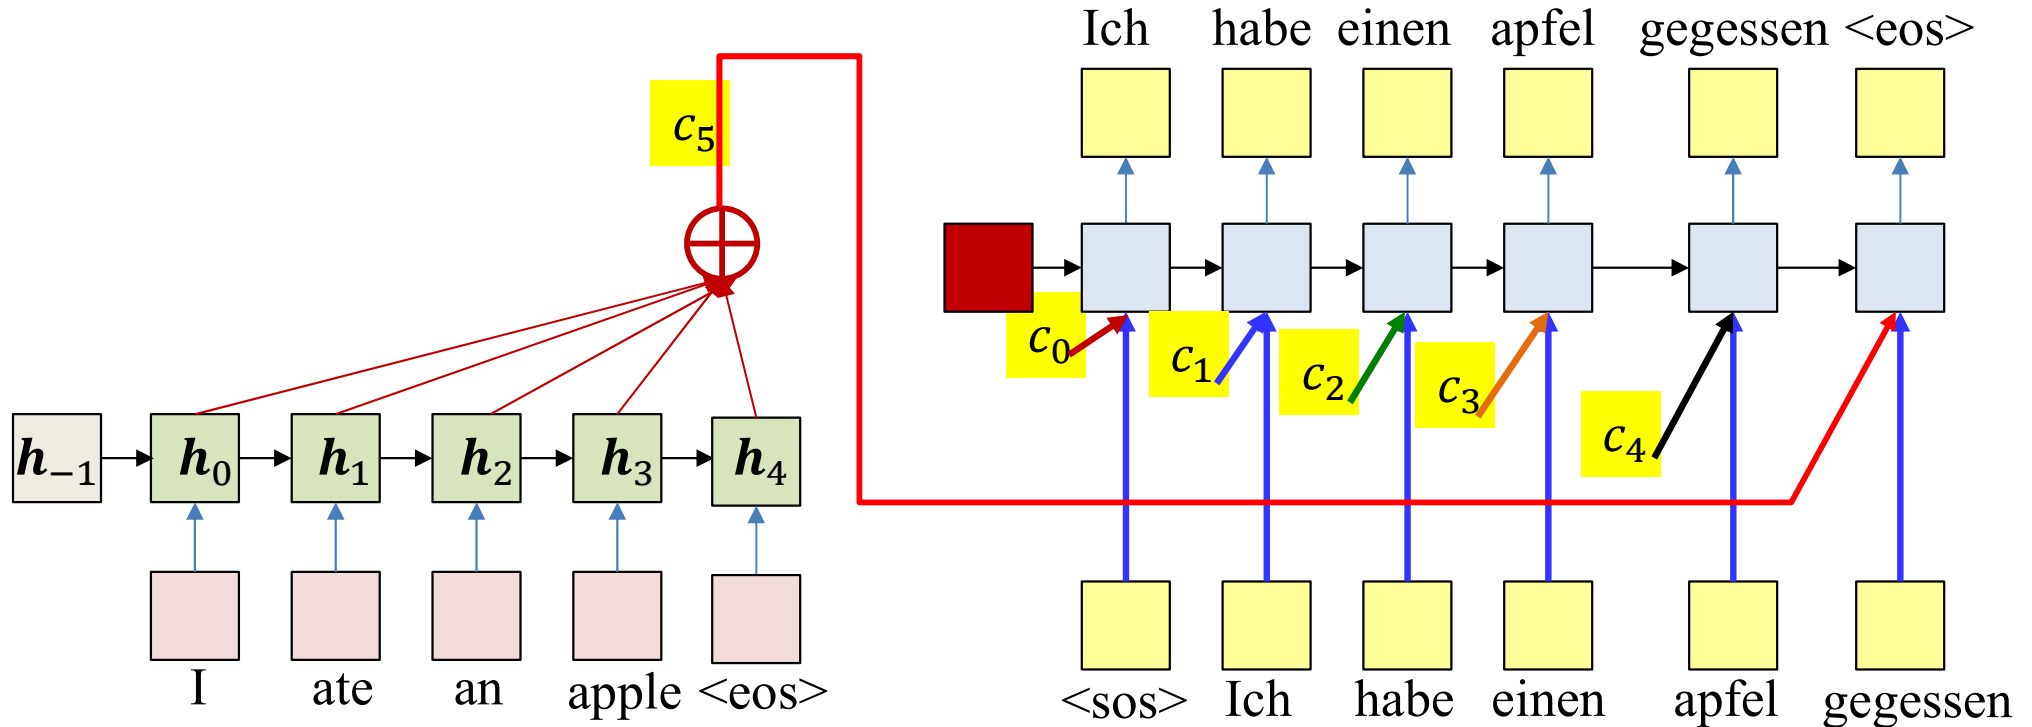 Ich habe einen apfel gegessen <eos>
c₅
c₀ c₁ c₂ c₃ c₄
h₋₁ h₀ h₁ h₂ h₃ h₄
I ate an apple <eos>
<sos> Ich habe einen apfel gegessen